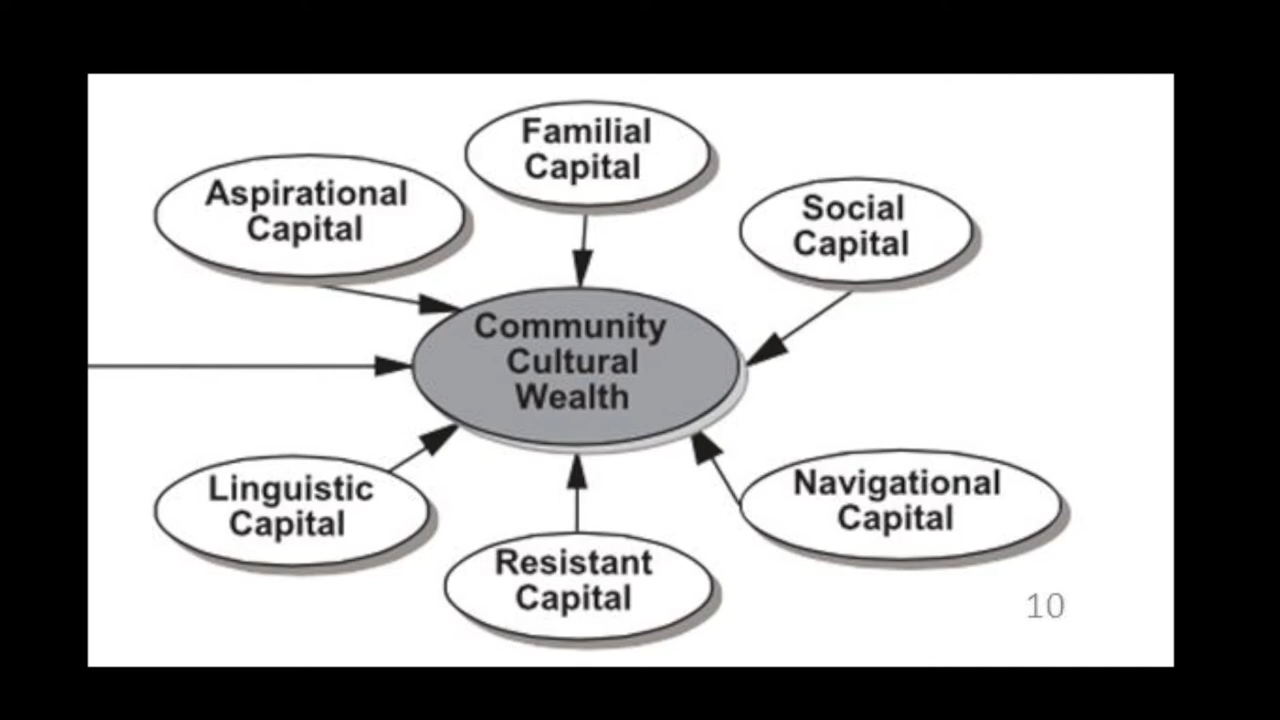 Familial
Capital
Aspirational
Capital
Social
Capital
Community
Cultural
Wealth
Linguistic
Capital
Navigational
Capital
Resistant
Capital
10